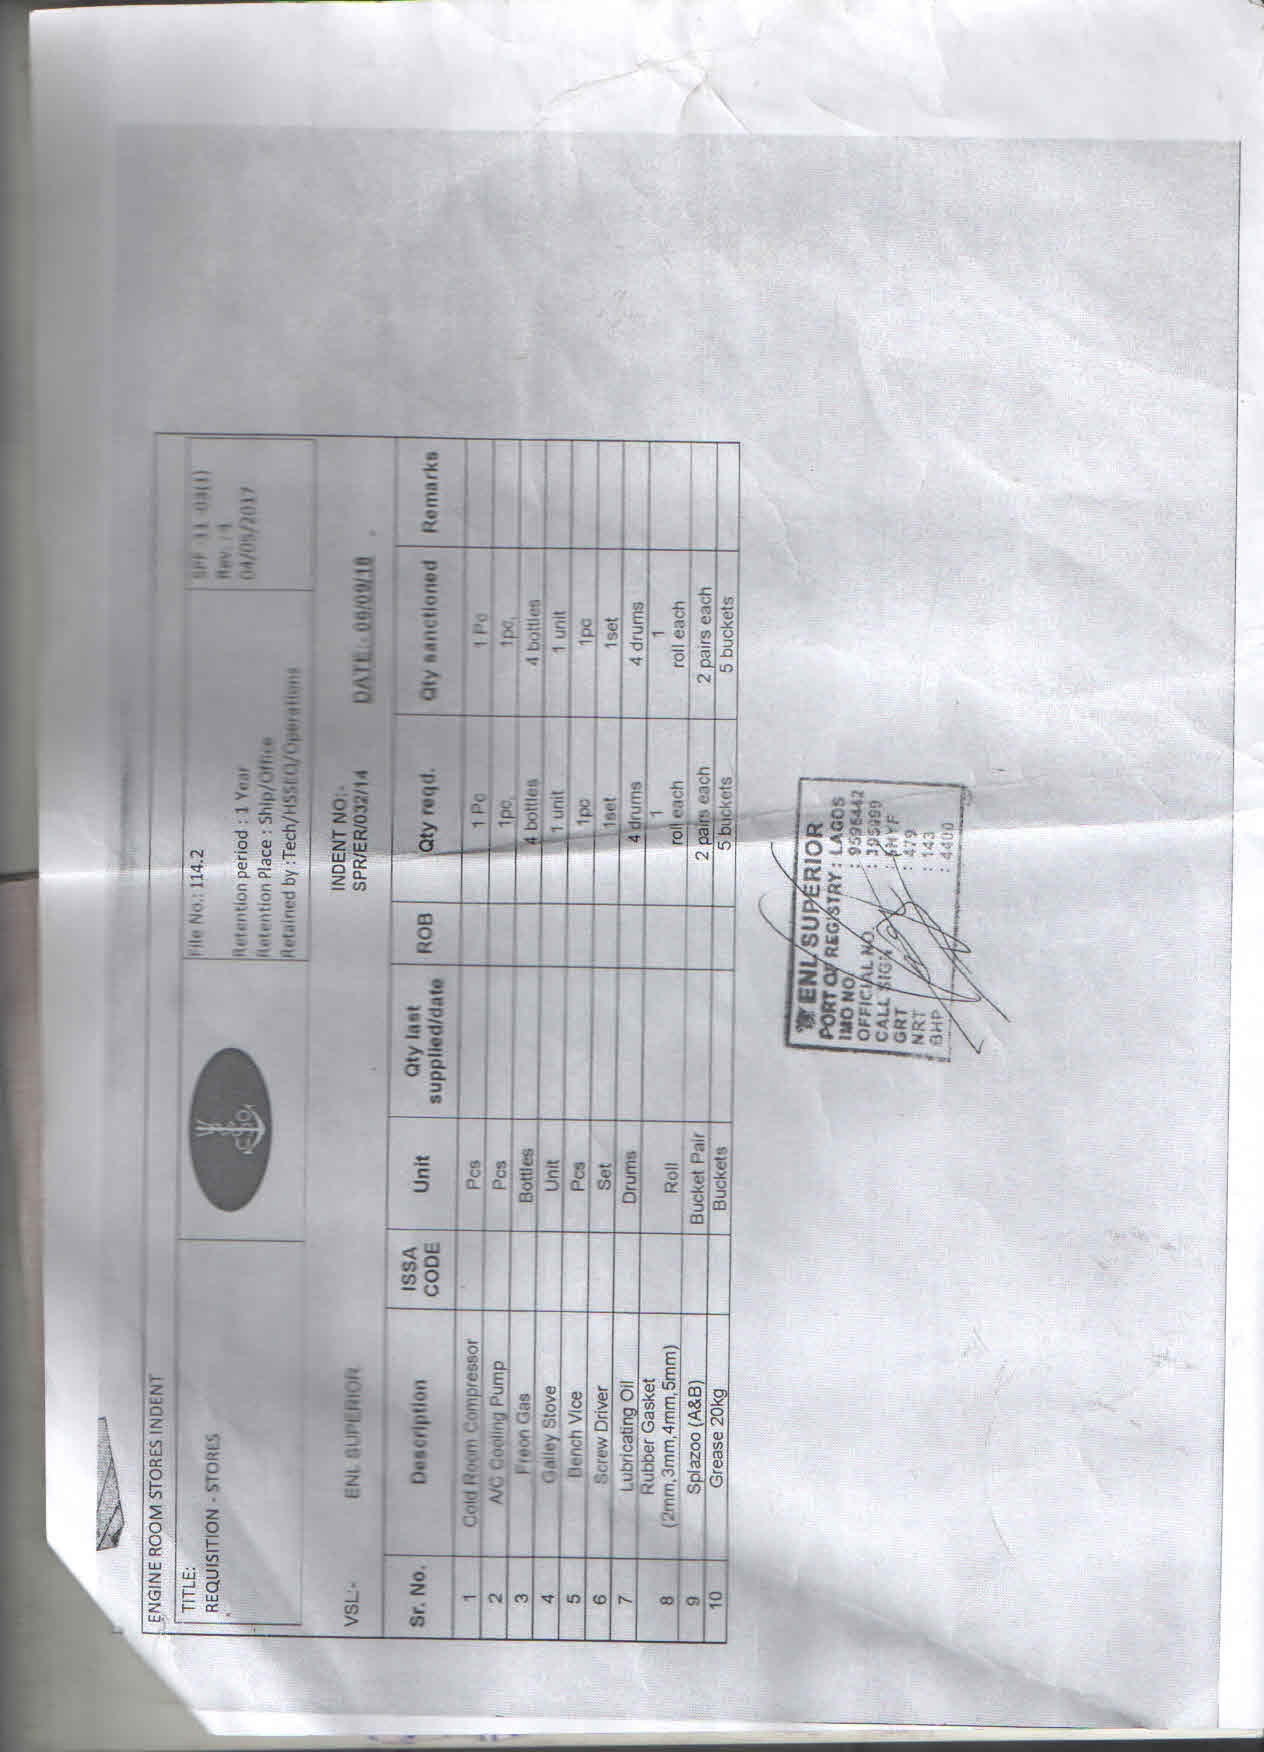 ENGINE ROOM STORES INDENT
TITLE:
REQUISITION - STORES
File No.: 114.2
Retention period : 1 Year
Retention Place : Ship/Office
Retained by : Tech/HSSEQ/Operations
Rev. : 4
04/05/2017
VSL:- ENL SUPERIOR
INDENT NO:-
SPR/ER/032/14
DATE:- 06/09/18
Sr. No. Description ISSA CODE Unit Qty last supplied/date ROB Qty reqd. Qty sanctioned Remarks
1 Cold Room Compressor Pcs 1 Pc 1 Pc
2 A/C Cooling Pump Pcs 1pc, 1pc,
3 Freon Gas Bottles 4 bottles 4 bottles
4 Galley Stove Unit 1 unit 1 unit
5 Bench Vice Pcs 1pc 1pc
6 Screw Driver Set 1set 1set
7 Lubricating Oil Drums 4 drums 4 drums
8 Rubber Gasket (2mm,3mm,4mm,5mm) Roll 1 roll each 1 roll each
9 Splazoo (A&B) Bucket Pair 2 pairs each 2 pairs each
10 Grease 20kg Buckets 5 buckets 5 buckets
ENL SUPERIOR
PORT OF REGISTRY : LAGOS
IMO NO. : 9596442
OFFICIAL NO.
CALL SIGN
GRT : 479
NRT : 143
BHP : 4400